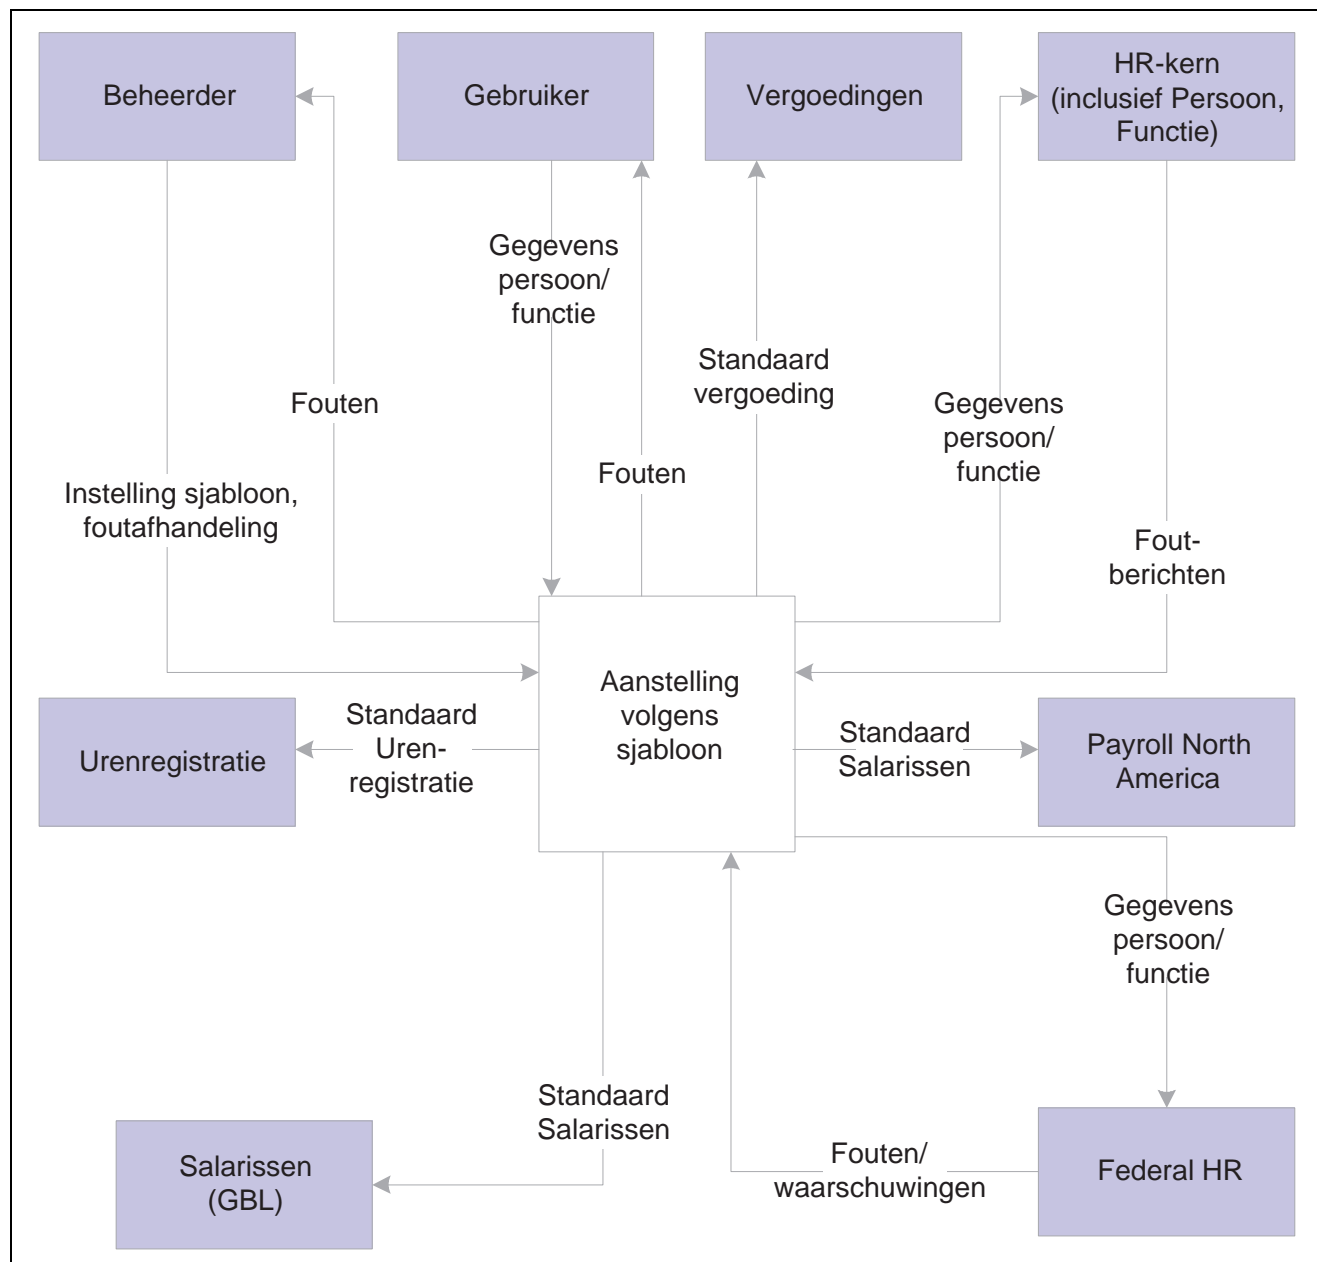 Beheerder
Gebruiker
Vergoedingen
HR-kern
(inclusief Persoon,
Functie)
Gegevens
persoon/
functie
Standaard
vergoeding
Fouten
Gegevens
persoon/
functie
Fouten
Instelling sjabloon,
foutafhandeling
Fout-
berichten
Aanstelling
volgens
sjabloon
Urenregistratie
Standaard
Uren-
registratie
Standaard
Salarissen
Payroll North
America
Gegevens
persoon/
functie
Standaard
Salarissen
Salarissen
(GBL)
Fouten/
waarschuwingen
Federal HR